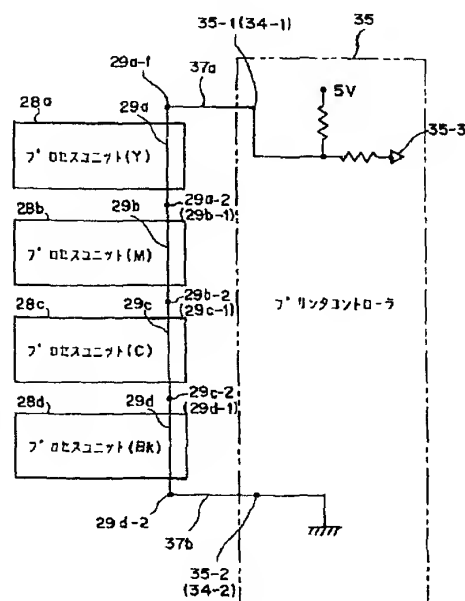 35-1(34-1)
35
29a-1
37a
28a
29a
5V
35-3
プロセスユニット(Y)
28b
29b
29a-2
(29b-1)
プロセスユニット(M)
28c
29c
29b-2
(29c-1)
プリンタコントローラ
プロセスユニット(C)
28d
29d
29c-2
(29d-1)
プロセスユニット(Bk)
29d-2
37b
35-2
(34-2)